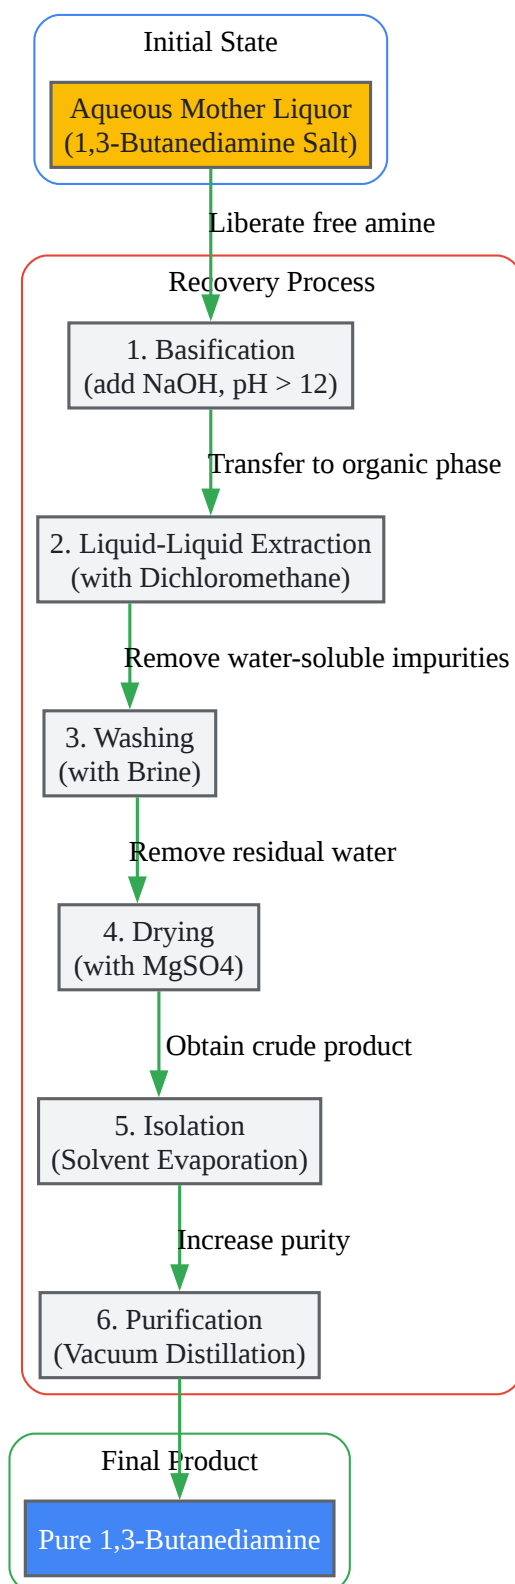 Initial State
Aqueous Mother Liquor
(1,3-Butanediamine Salt)
Liberate free amine
Recovery Process
1. Basification
(add NaOH, pH > 12)
Transfer to organic phase
2. Liquid-Liquid Extraction
(with Dichloromethane)
Remove water-soluble impurities
3. Washing
(with Brine)
Remove residual water
4. Drying
(with MgSO4)
Obtain crude product
5. Isolation
(Solvent Evaporation)
Increase purity
6. Purification
(Vacuum Distillation)
Final Product
Pure 1,3-Butanediamine